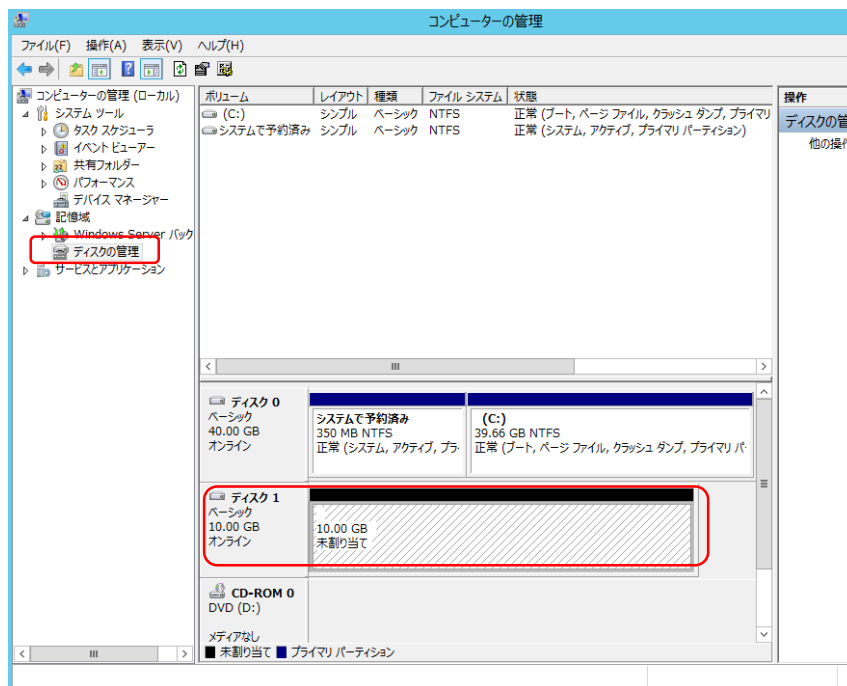 コンピューターの管理
ファイル(F) 操作(A) 表示(V) ヘルプ(H)
コンピューターの管理 (ローカル)
システム ツール
タスク スケジューラ
イベント ビューアー
共有フォルダー
パフォーマンス
デバイス マネージャー
記憶域
Windows Server バック
ディスクの管理
サービスとアプリケーション
ボリューム レイアウト 種類 ファイル システム 状態
(C:) シンプル ベーシック NTFS 正常 (ブート, ページ ファイル, クラッシュ ダンプ, プライマリ
システムで予約済み シンプル ベーシック NTFS 正常 (システム, アクティブ, プライマリ パーティション)
操作
ディスクの管
他の操作
ディスク 0
ベーシック
40.00 GB
オンライン
システムで予約済み
350 MB NTFS
正常 (システム, アクティブ, プラ
(C:)
39.66 GB NTFS
正常 (ブート, ページ ファイル, クラッシュ ダンプ, プライマリ パ
ディスク 1
ベーシック
10.00 GB
オンライン
10.00 GB
未割り当て
CD-ROM 0
DVD (D:)
メディアなし
未割り当て プライマリ パーティション